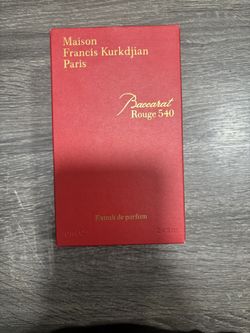 Maison
Francis Kurkdjian
Paris
Baccarat
Rouge 540
Extrait de parfum